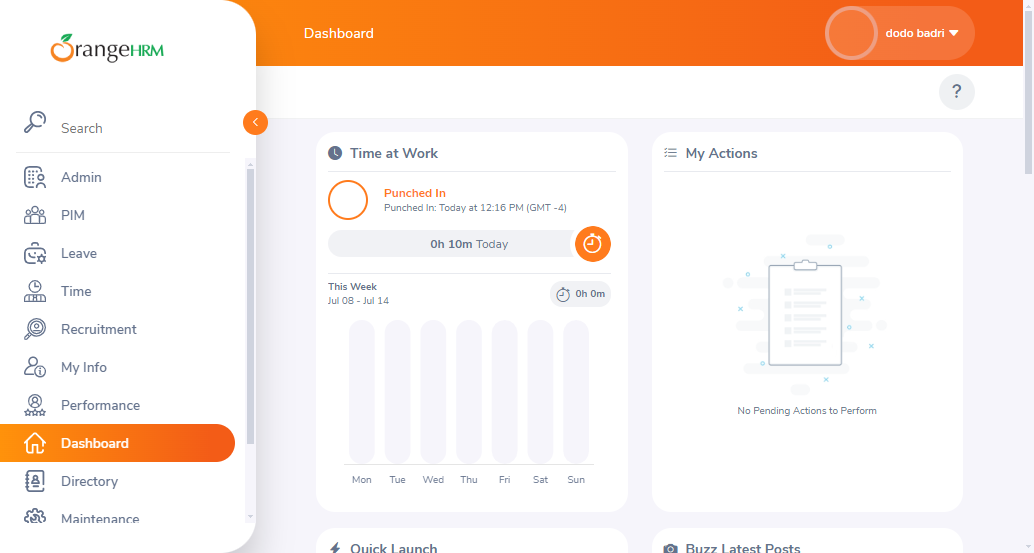 OrangeHRM
Dashboard
dodo badri
?
Search
Admin
PIM
Leave
Time
Recruitment
My Info
Performance
Dashboard
Directory
Maintenance
Time at Work
Punched In
Punched In: Today at 12:16 PM (GMT -4)
0h 10m Today
This Week
Jul 08 - Jul 14
0h 0m
Mon Tue Wed Thu Fri Sat Sun
My Actions
No Pending Actions to Perform
Quick Launch
Buzz Latest Posts